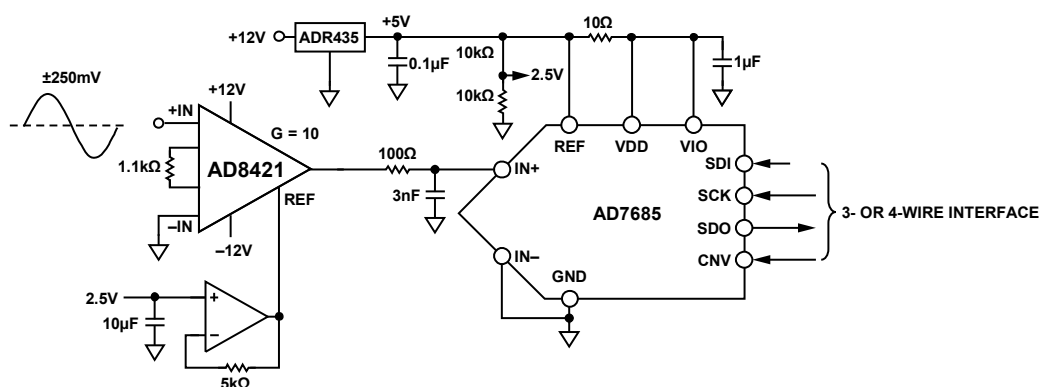 +5V
+12V
ADR435
10Ω
10kΩ
0.1µF
2.5V
1µF
10kΩ
±250mV
+12V
+IN
G = 10
REF
VDD
VIO
100Ω
IN+
SDI
1.1kΩ
AD8421
3nF
SCK
REF
AD7685
3- OR 4-WIRE INTERFACE
SDO
–IN
–12V
IN–
CNV
GND
2.5V
+
10µF
–
5kΩ